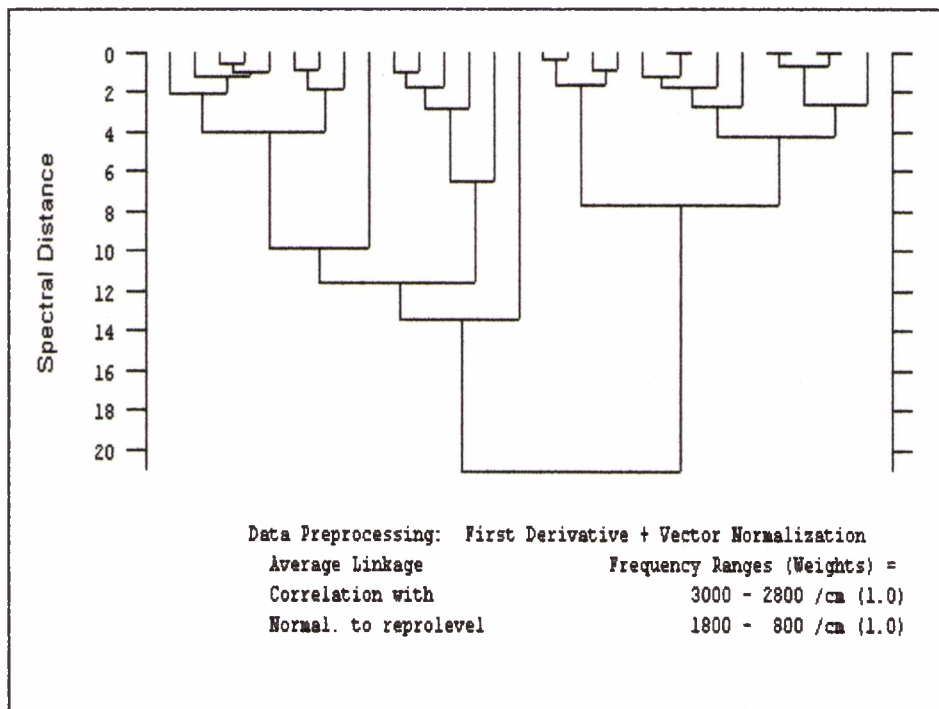 Spectral Distance
0
2
4
6
8
10
12
14
16
18
20
Data Preprocessing: First Derivative + Vector Normalization
Average Linkage Frequency Ranges (Weights) =
Correlation with 3000 - 2800 /cm (1.0)
Normal. to reprolevel 1800 - 800 /cm (1.0)